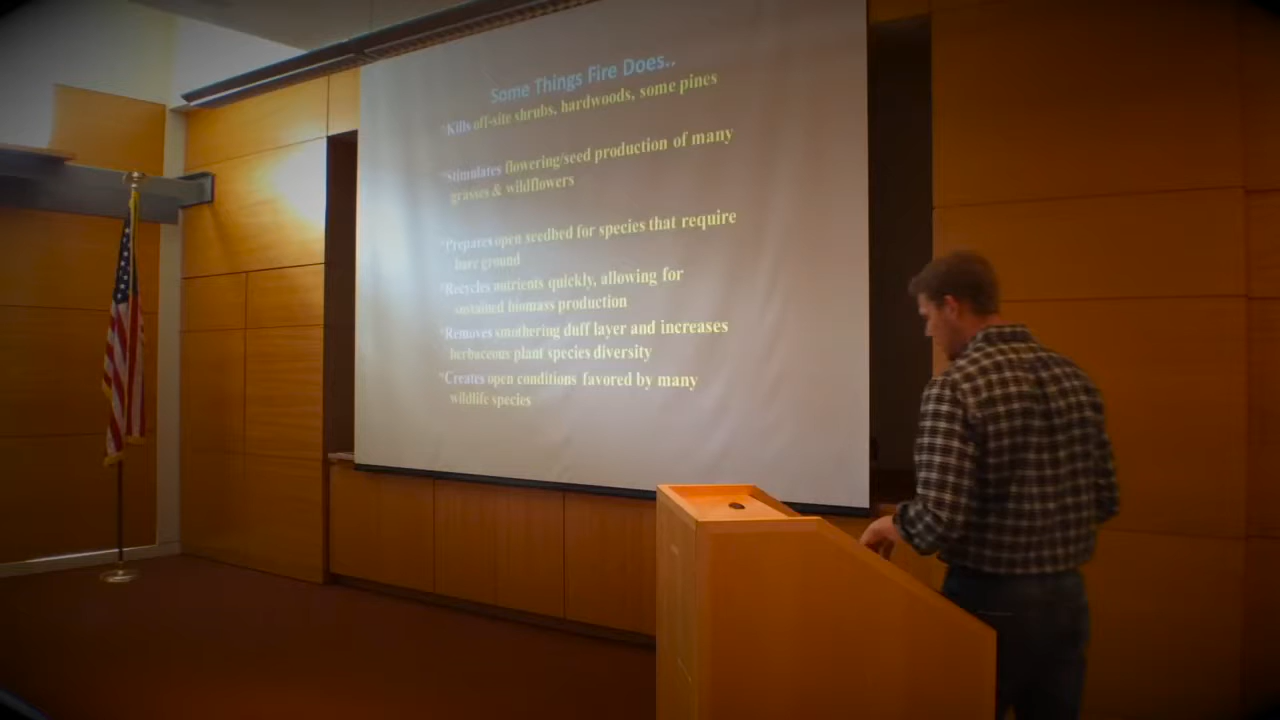 Some Things Fire Does..
*Kills off-site shrubs, hardwoods, some pines
*Stimulates flowering/seed production of many
grasses & wildflowers
*Prepares open seedbed for species that require
bare ground
*Recycles nutrients quickly, allowing for
sustained biomass production
*Removes smothering duff layer and increases
herbaceous plant species diversity
*Creates open conditions favored by many
wildlife species